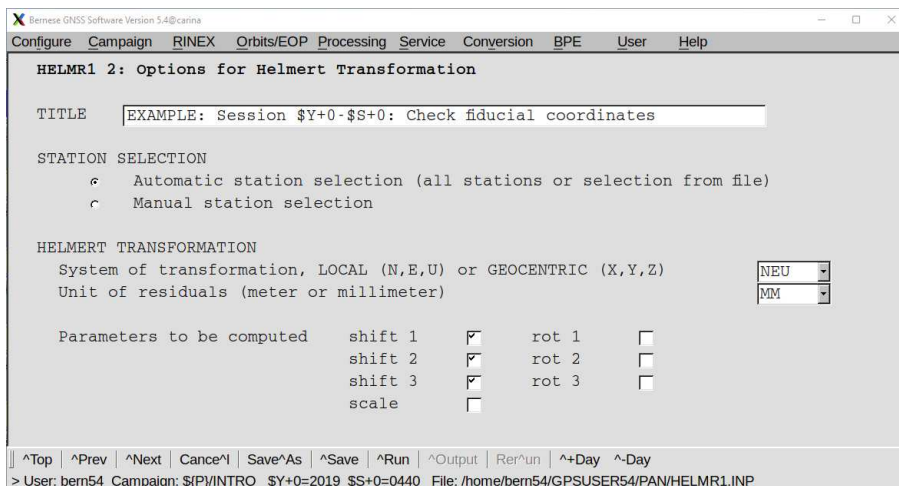 Bernese GNSS Software Version 5.4@carina
Configure Campaign RINEX Orbits/EOP Processing Service Conversion BPE User Help
HELMR1 2: Options for Helmert Transformation
TITLE EXAMPLE: Session $Y+0-$S+0: Check fiducial coordinates
STATION SELECTION
Automatic station selection (all stations or selection from file)
Manual station selection
HELMERT TRANSFORMATION
System of transformation, LOCAL (N,E,U) or GEOCENTRIC (X,Y,Z) NEU
Unit of residuals (meter or millimeter) MM
Parameters to be computed shift 1 rot 1
shift 2 rot 2
shift 3 rot 3
scale
^Top | ^Prev | ^Next | Cance^l | Save^As | ^Save | ^Run | ^Output | Rer^un | ^+Day ^-Day
> User: bern54 Campaign: ${P}/INTRO $Y+0=2019 $S+0=0440 File: /home/bern54/GPSUSER54/PAN/HELMR1.INP